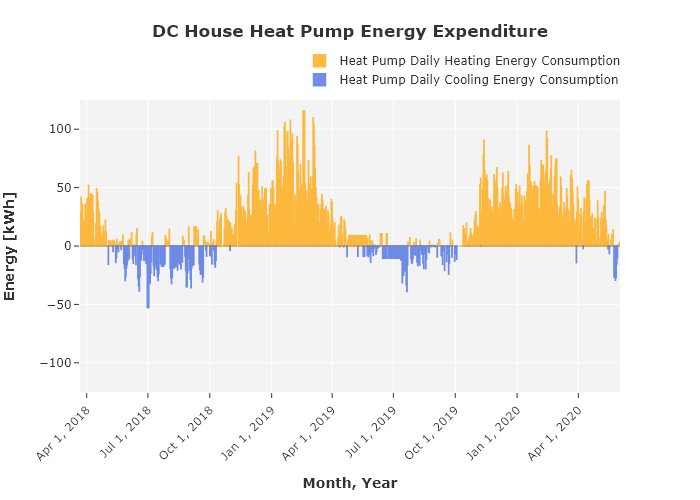 DC House Heat Pump Energy Expenditure
Heat Pump Daily Heating Energy Consumption
Heat Pump Daily Cooling Energy Consumption
100
50
0
−50
−100
Energy [kWh]
Apr 1, 2018
Jul 1, 2018
Oct 1, 2018
Jan 1, 2019
Apr 1, 2019
Jul 1, 2019
Oct 1, 2019
Jan 1, 2020
Apr 1, 2020
Month, Year